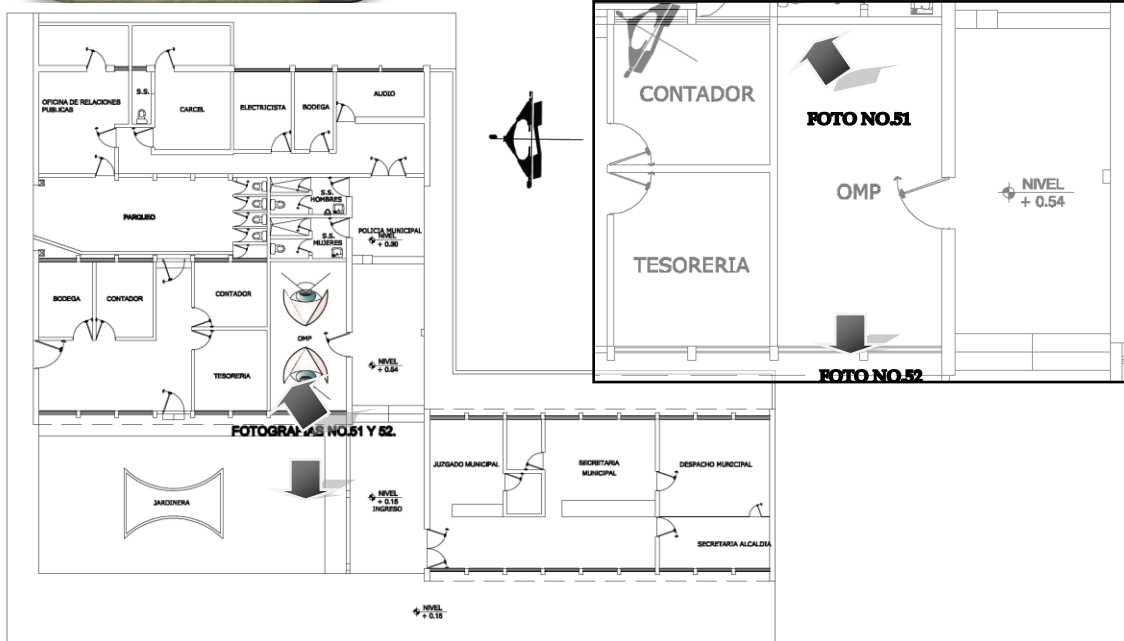 OFICINA DE RELACIONES
PUBLICAS
S.S.
CARCEL
ELECTRICISTA
BODEGA
AUDIO
PARQUEO
S.S.
HOMBRES
S.S.
MUJERES
POLICIA MUNICIPAL
NIVEL
+ 0.30
BODEGA
CONTADOR
CONTADOR
OMP
TESORERIA
NIVEL
+ 0.54
FOTOGRAFIAS NO.51 Y 52.
JARDINERA
NIVEL
+ 0.15
INGRESO
JUZGADO MUNICIPAL
SECRETARIA
MUNICIPAL
DESPACHO MUNICIPAL
SECRETARIA ALCALDIA
NIVEL
+ 0.15
CONTADOR
FOTO NO.51
OMP
NIVEL
+ 0.54
TESORERIA
FOTO NO.52